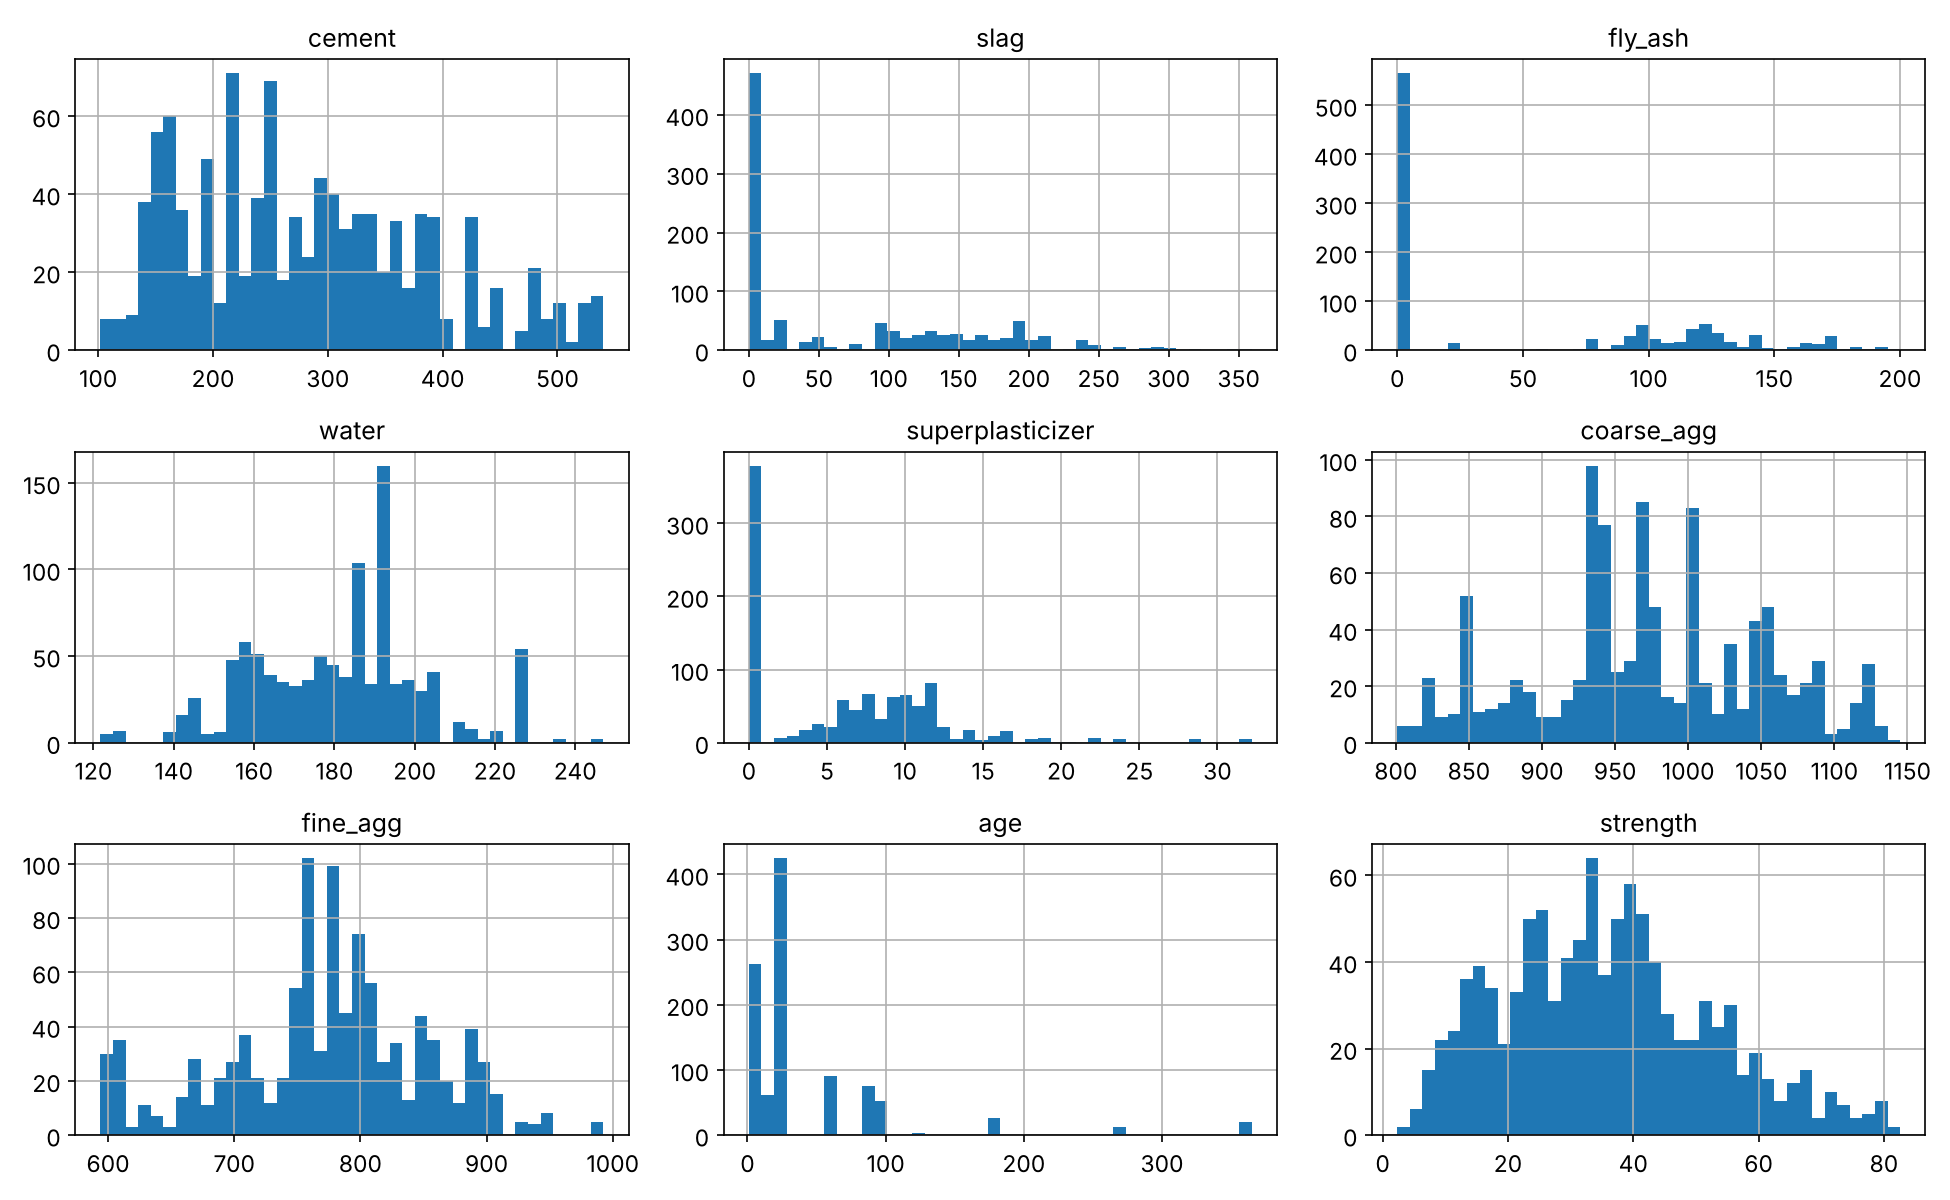 cement
60
40
20
0
100 200 300 400 500
slag
400
300
200
100
0
0 50 100 150 200 250 300 350
fly_ash
500
400
300
200
100
0
0 50 100 150 200
water
150
100
50
0
120 140 160 180 200 220 240
superplasticizer
300
200
100
0
0 5 10 15 20 25 30
coarse_agg
100
80
60
40
20
0
800 850 900 950 1000 1050 1100 1150
fine_agg
100
80
60
40
20
0
600 700 800 900 1000
age
400
300
200
100
0
0 100 200 300
strength
60
40
20
0
0 20 40 60 80